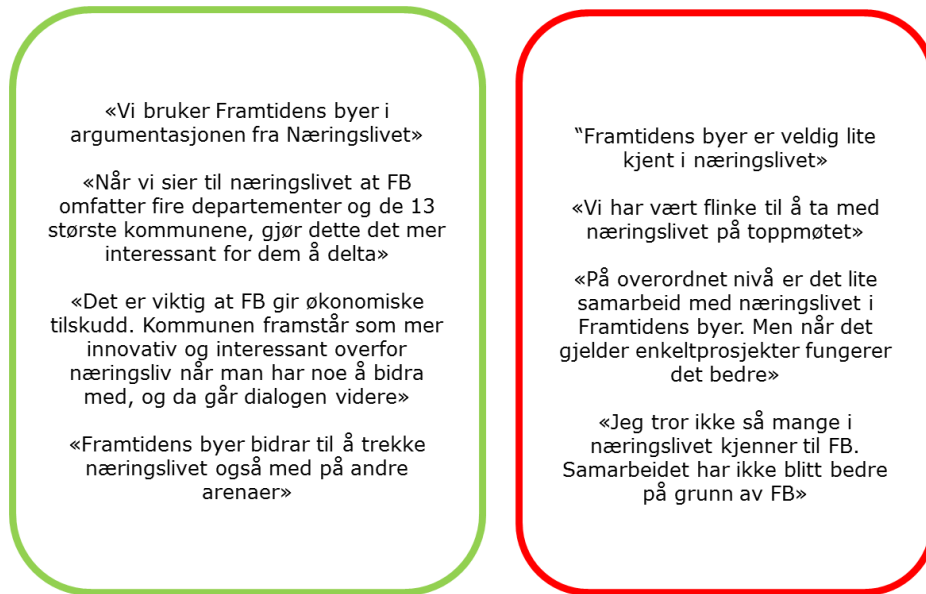 «Vi bruker Framtidens byer i
argumentasjonen fra Næringslivet»
«Når vi sier til næringslivet at FB
omfatter fire departementer og de 13
største kommunene, gjør dette det mer
interessant for dem å delta»
«Det er viktig at FB gir økonomiske
tilskudd. Kommunen framstår som mer
innovativ og interessant overfor
næringsliv når man har noe å bidra
med, og da går dialogen videre»
«Framtidens byer bidrar til å trekke
næringslivet også med på andre
arenaer»
“Framtidens byer er veldig lite
kjent i næringslivet»
«Vi har vært flinke til å ta med
næringslivet på toppmøtet»
«På overordnet nivå er det lite
samarbeid med næringslivet i
Framtidens byer. Men når det
gjelder enkeltprosjekter fungerer
det bedre»
«Jeg tror ikke så mange i
næringslivet kjenner til FB.
Samarbeidet har ikke blitt bedre
på grunn av FB»